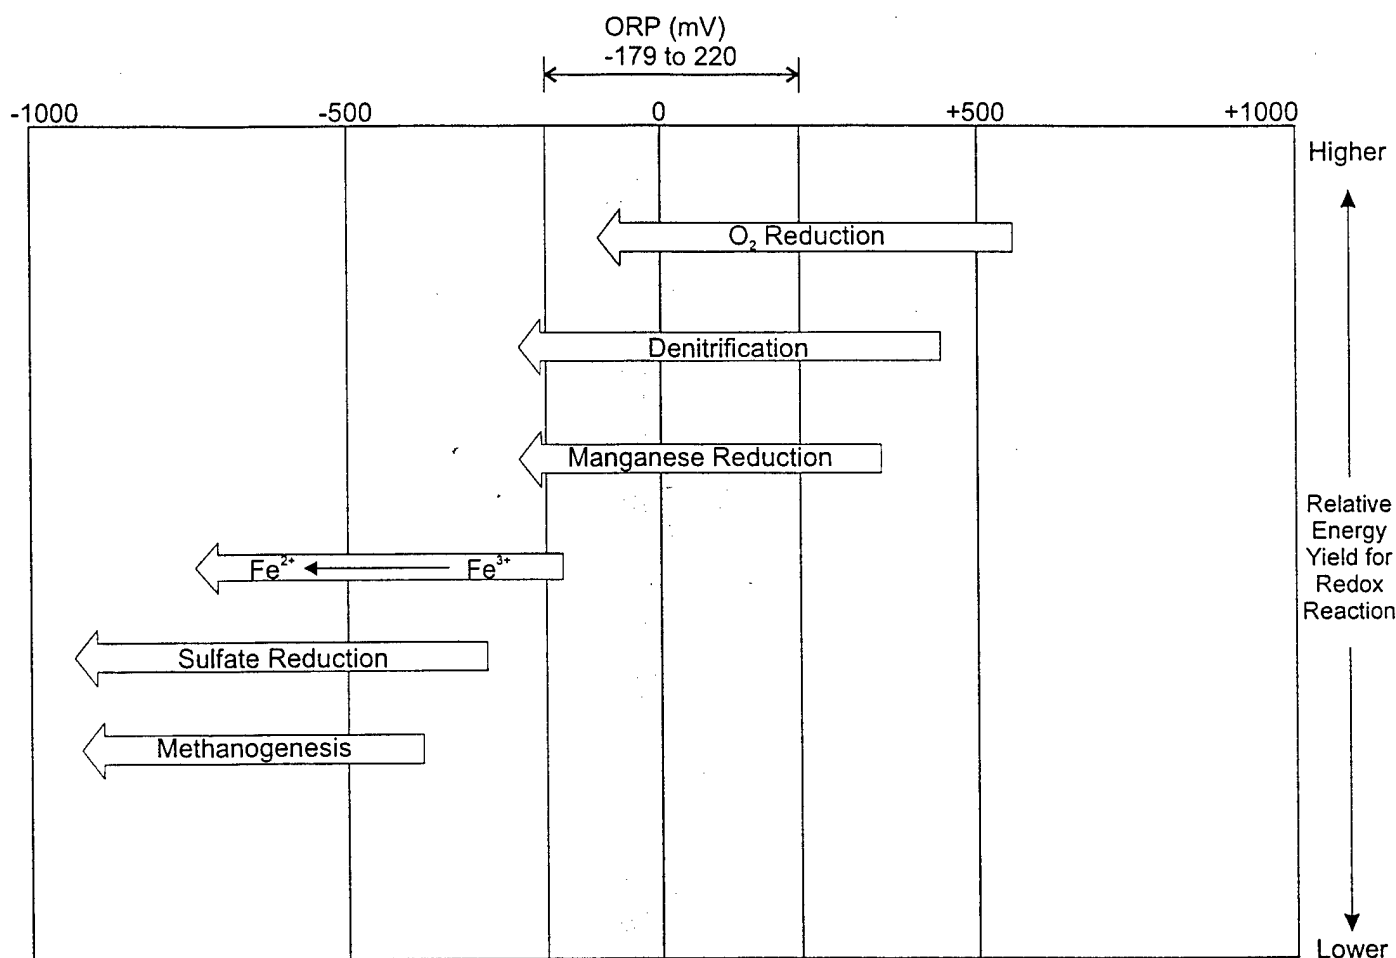 ORP (mV)
-179 to 220
-1000 -500 0 +500 +1000
Higher
O₂ Reduction
Denitrification
Manganese Reduction
Relative
Energy
Yield for
Redox
Reaction
Fe²⁺ Fe³⁺
Sulfate Reduction
Methanogenesis
Lower